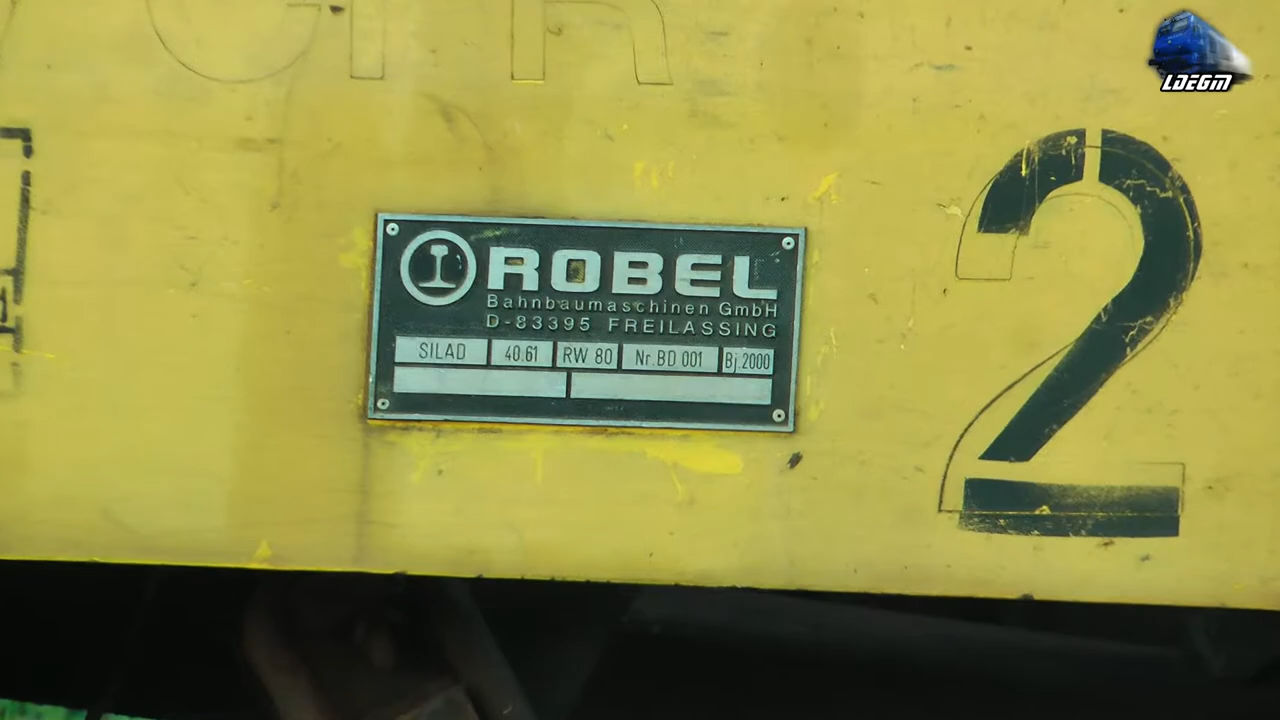 LDEGM
ROBEL
Bahnbaumaschinen GmbH
D-83395 FREILASSING
SILAD 40.61 RW 80 Nr.BD 001 Bj.2000
2